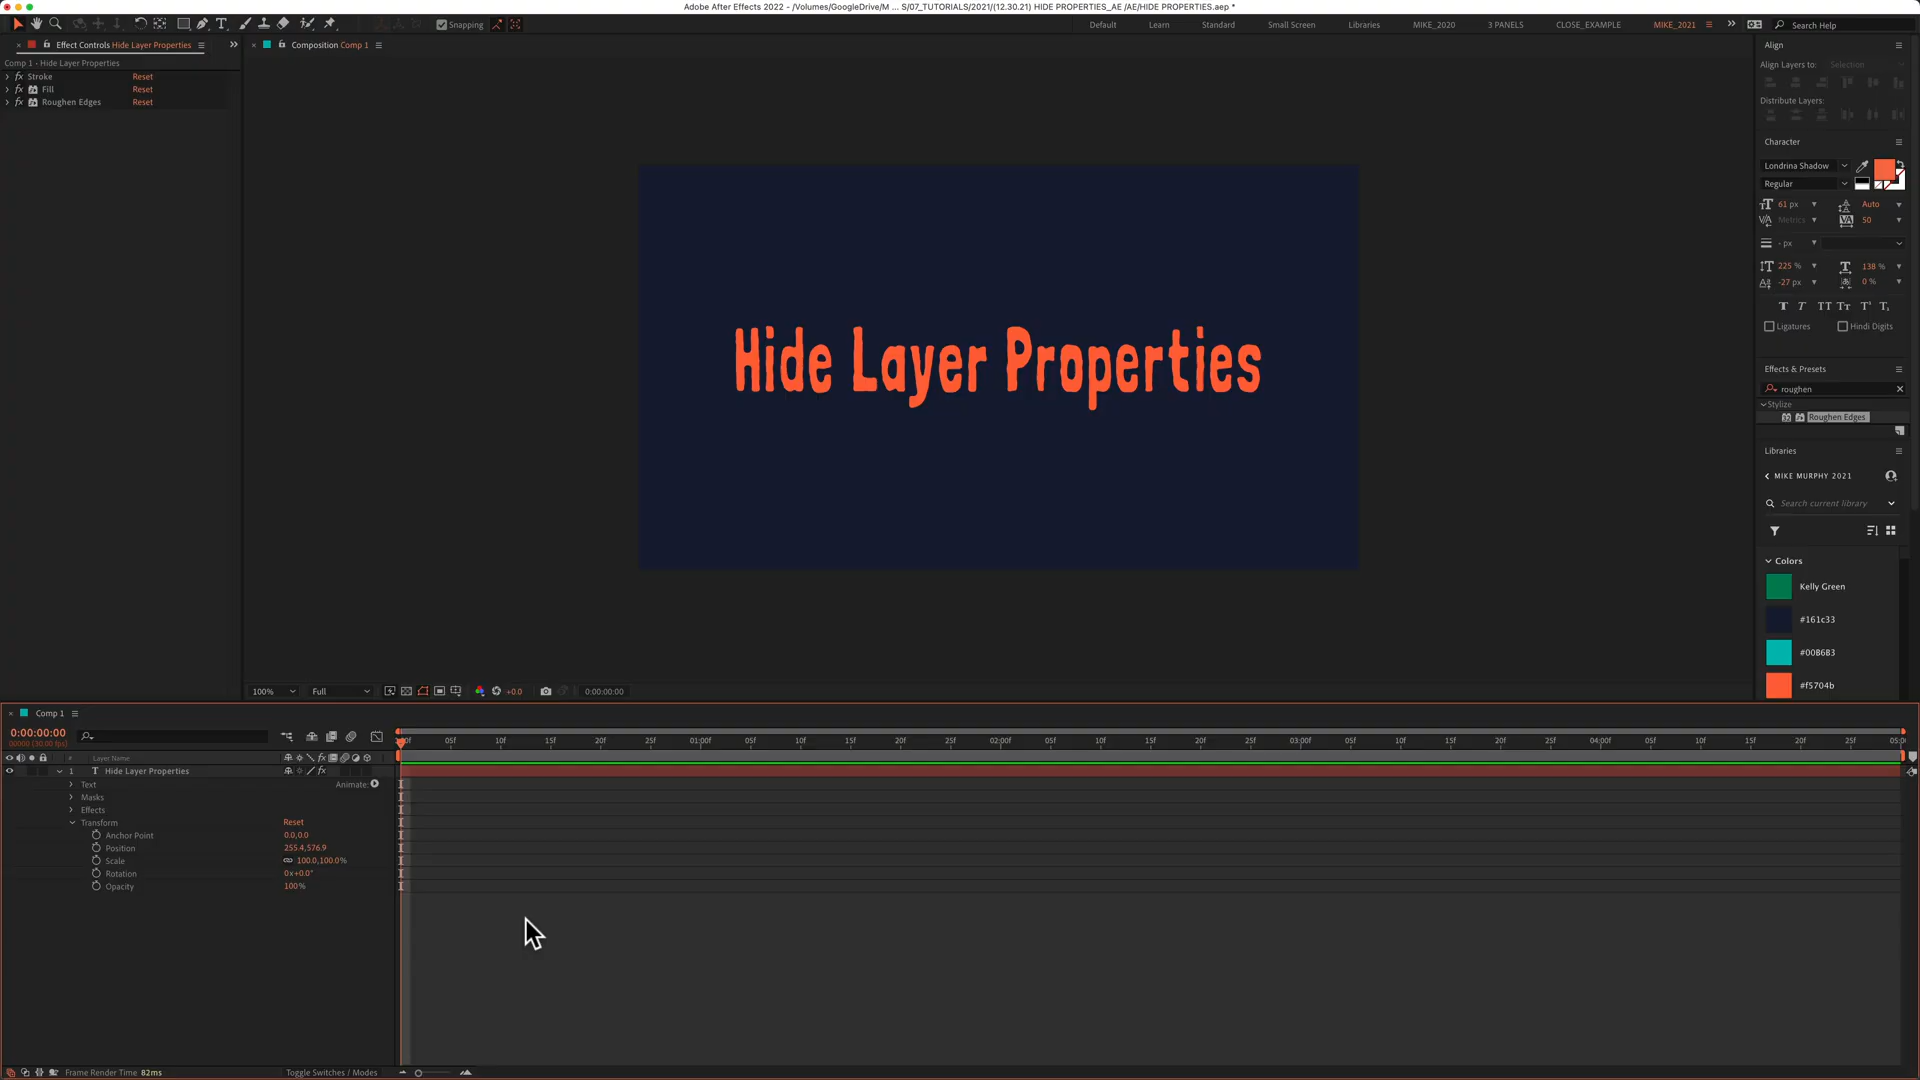 Adobe After Effects 2022 - /Volumes/GoogleDrive/M ... S/07_TUTORIALS/2021/(12.30.21) HIDE PROPERTIES_AE /AE/HIDE PROPERTIES.aep *
Snapping
Default Learn Standard Small Screen Libraries MIKE_2020 3 PANELS CLOSE_EXAMPLE MIKE_2021 Search Help
Effect Controls Hide Layer Properties
Composition Comp 1
Align
Comp 1 · Hide Layer Properties
Align Layers to: Selection
fx Stroke Reset
fx Fill Reset
fx Roughen Edges Reset
Distribute Layers:
Character
Londrina Shadow
Regular
61 px Auto
Metrics 50
- px
225 % 138 %
-27 px 0 %
Ligatures Hindi Digits
Effects & Presets
roughen
Stylize
Roughen Edges
Libraries
MIKE MURPHY 2021
Search current library
Colors
Kelly Green
#161c33
#00B6B3
#f5704b
Hide Layer Properties
100% Full +0.0 0:00:00:00
Comp 1
0:00:00:00
00000 (30.00 fps)
:00f 05f 10f 15f 20f 25f 01:00f 05f 10f 15f 20f 25f 02:00f 05f 10f 15f 20f 25f 03:00f 05f 10f 15f 20f 25f 04:00f 05f 10f 15f 20f 25f 05:0
# Layer Name
1 T Hide Layer Properties
Text Animate:
Masks
Effects
Transform Reset
Anchor Point 0.0,0.0
Position 255.4,576.9
Scale 100.0,100.0%
Rotation 0x+0.0°
Opacity 100%
Frame Render Time 82ms Toggle Switches / Modes